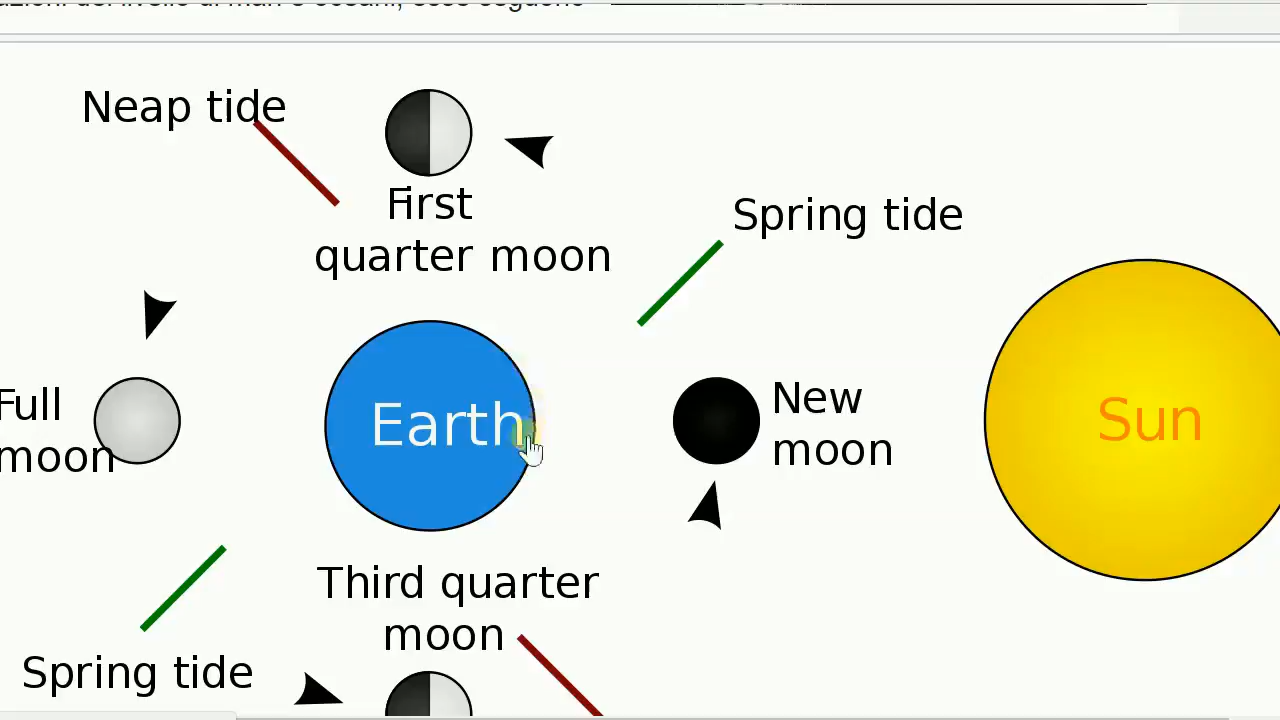 Neap tide
First
quarter moon
Spring tide
Full
moon
Earth
New
moon
Sun
Third quarter
moon
Spring tide